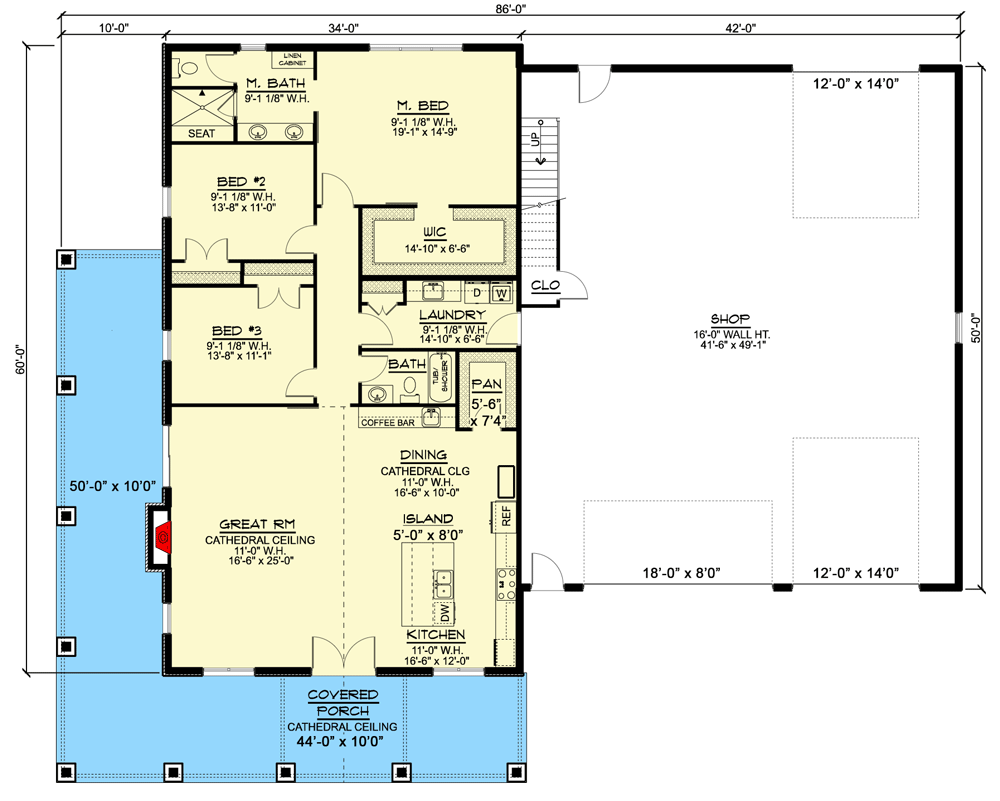 86'-0"
10'-0"
34'-0"
42'-0"
LINEN
CABINET
M. BATH
9'-1 1/8" W.H.
SEAT
M. BED
9'-1 1/8" W.H.
19'-1" x 14'-9"
12'-0" x 14'0"
UP
BED #2
9'-1 1/8" W.H.
13'-8" x 11'-0"
WIC
14'-10" x 6'-6"
CLO
D
W
LAUNDRY
9'-1 1/8" W.H.
14'-10" x 6'-6"
SHOP
16'-0" WALL HT.
41'-6" x 49'-1"
50'-0"
60'-0"
BED #3
9'-1 1/8" W.H.
13'-8" x 11'-1"
BATH
TUB/
SHOWER
PAN
5'-6"
x 7'4"
COFFEE BAR
DINING
CATHEDRAL CLG
11'-0" W.H.
16'-6" x 10'-0"
50'-0" x 10'0"
REF
ISLAND
5'-0" x 8'0"
GREAT RM
CATHEDRAL CEILING
11'-0" W.H.
16'-6" x 25'-0"
18'-0" x 8'0"
12'-0" x 14'0"
DW
KITCHEN
11'-0" W.H.
16'-6" x 12'-0"
COVERED
PORCH
CATHEDRAL CEILING
44'-0" x 10'0"